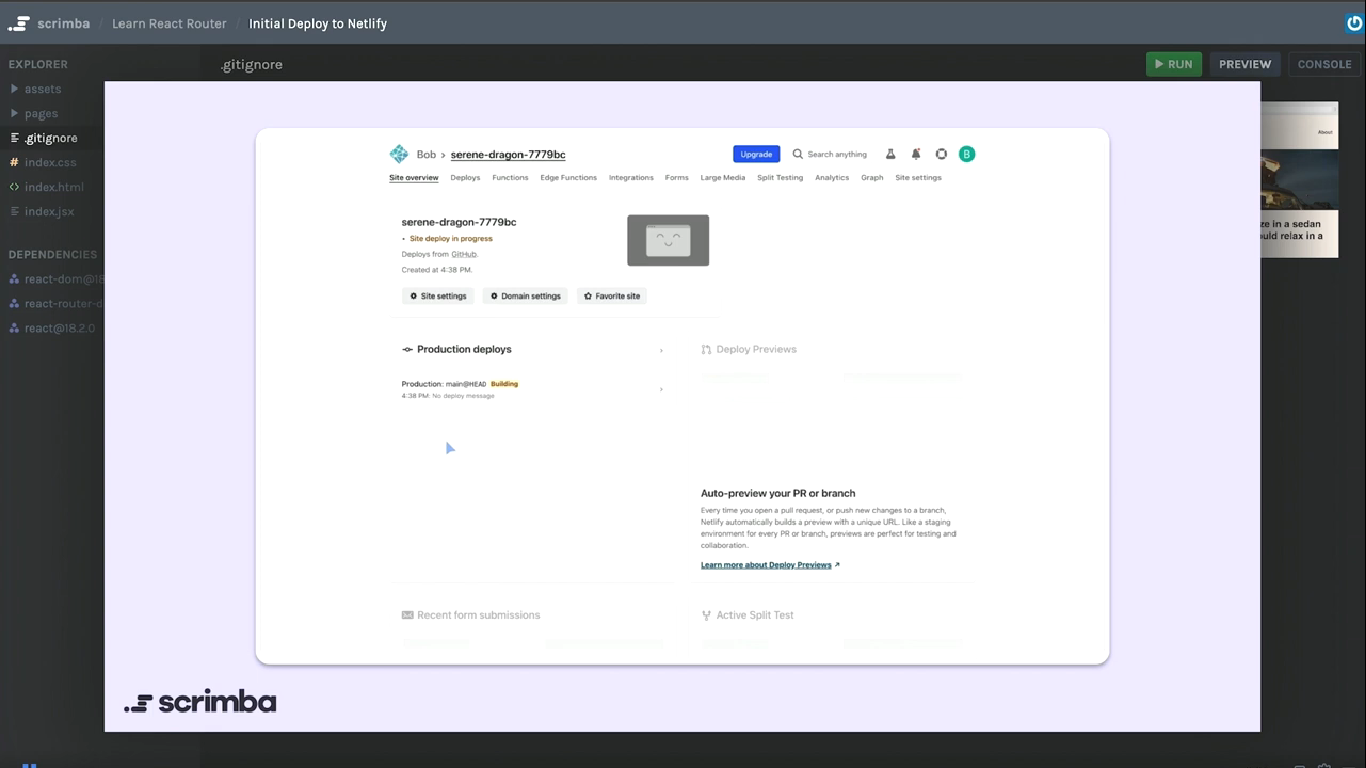 scrimba / Learn React Router / Initial Deploy to Netlify
EXPLORER
.gitignore
RUN
PREVIEW
CONSOLE
assets
pages
.gitignore
index.css
index.html
index.jsx
DEPENDENCIES
react-dom@18
react-router-d
react@18.2.0
About
ze in a sedan
ould relax in a
Bob > serene-dragon-7779bc
Upgrade
Search anything
B
Site overview Deploys Functions Edge Functions Integrations Forms Large Media Split Testing Analytics Graph Site settings
serene-dragon-7779bc
• Site deploy in progress
Deploys from GitHub.
Created at 4:38 PM.
Site settings
Domain settings
Favorite site
Production deploys
Production: main@HEAD Building
4:38 PM: No deploy message
Deploy Previews
Auto-preview your PR or branch
Every time you open a pull request, or push new changes to a branch,
Netlify automatically builds a preview with a unique URL. Like a staging
environment for every PR or branch, previews are perfect for testing and
collaboration.
Learn more about Deploy Previews ↗
Recent form submissions
Active Split Test
scrimba